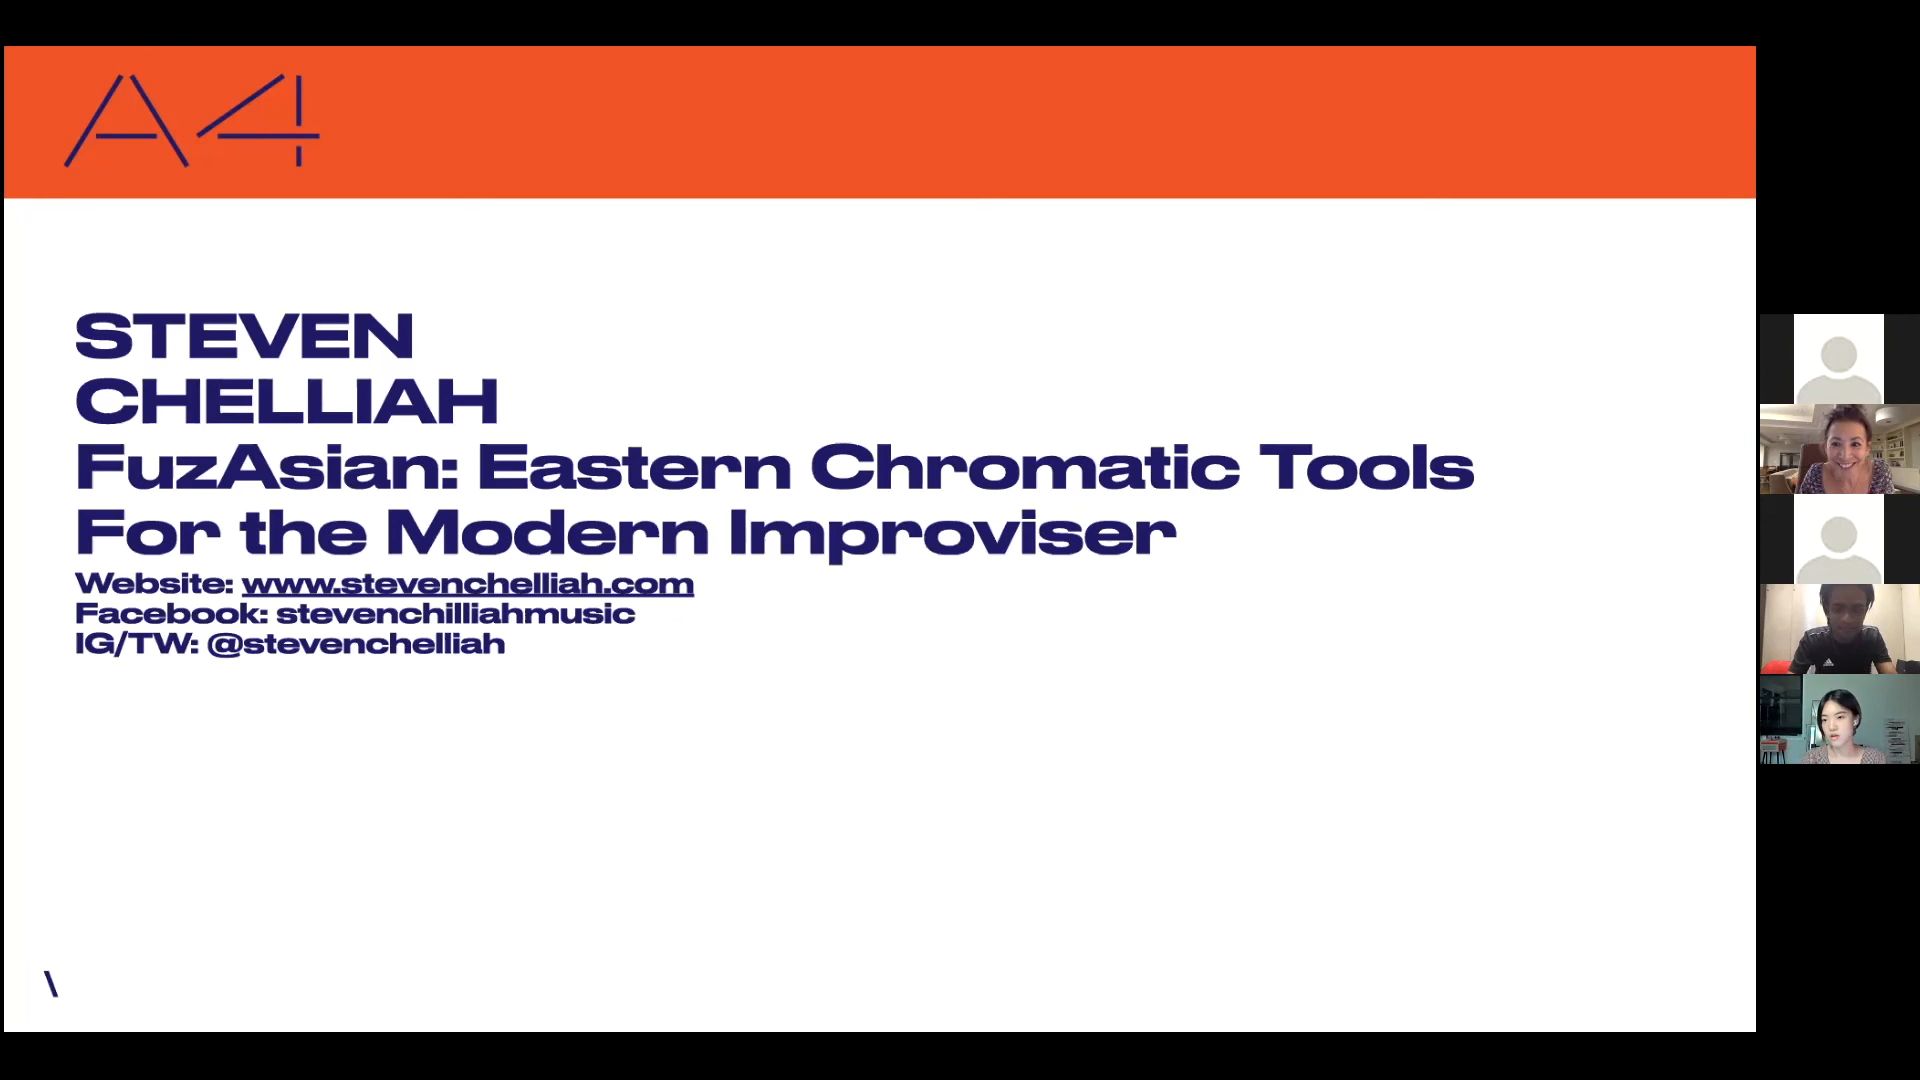 A4
STEVEN
CHELLIAH
FuzAsian: Eastern Chromatic Tools
For the Modern Improviser
Website: www.stevenchelliah.com
Facebook: stevenchilliahmusic
IG/TW: @stevenchelliah
\